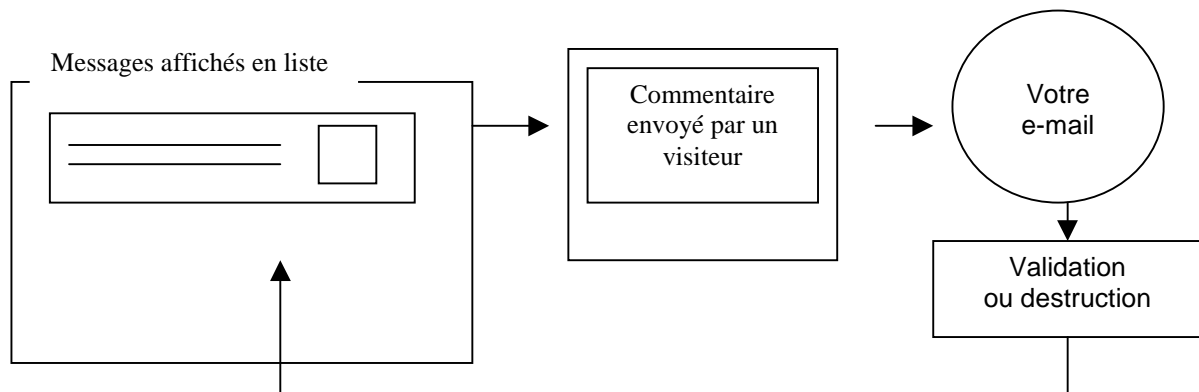 Messages affichés en liste
Commentaire
envoyé par un
visiteur
Votre
e-mail
Validation
ou destruction